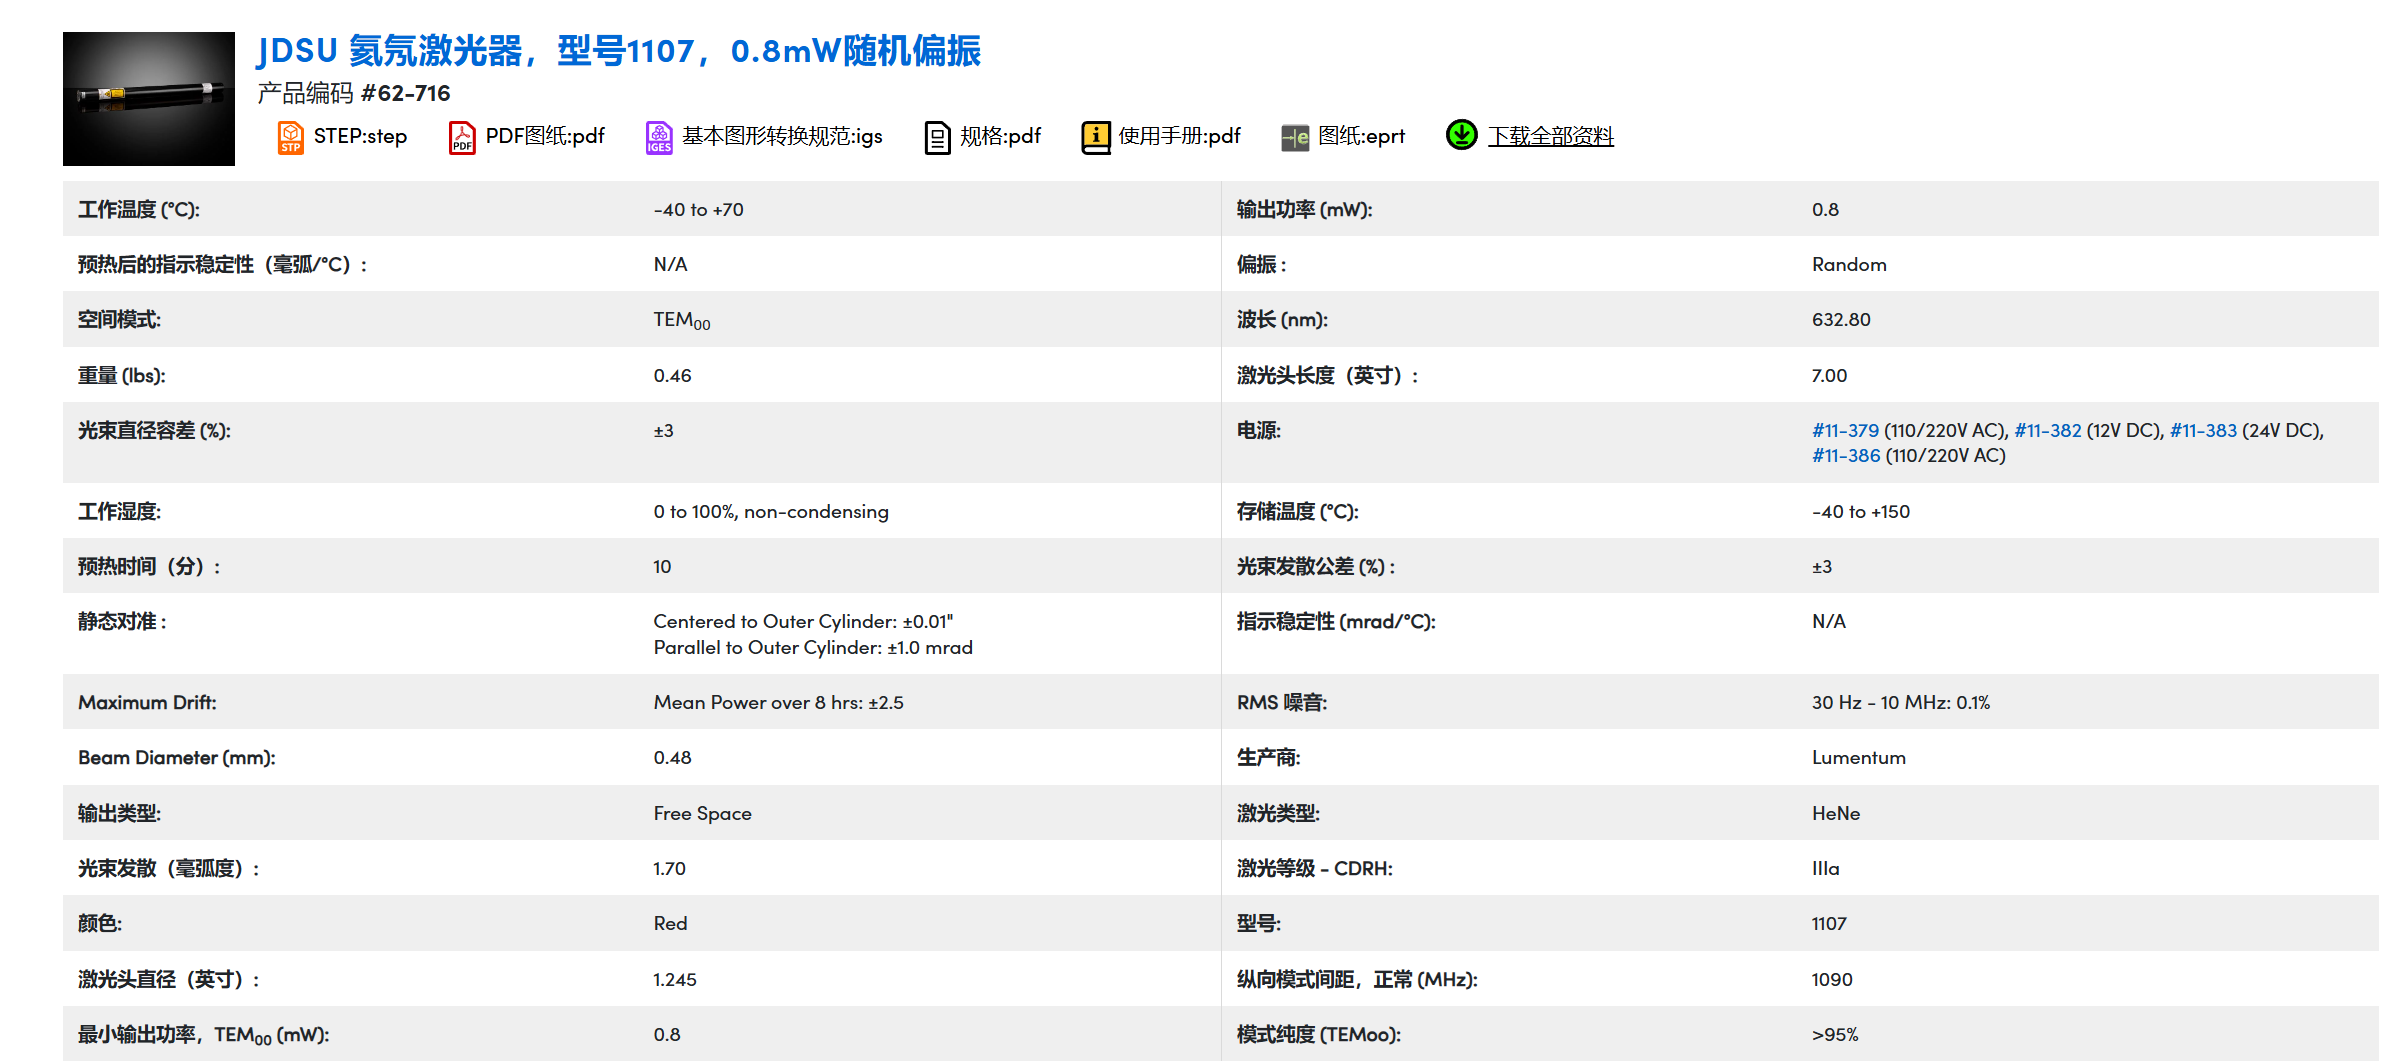 JDSU 氦氖激光器，型号1107，0.8mW随机偏振
产品编码 #62-716
STP STEP:step PDF PDF图纸:pdf IGES 基本图形转换规范:igs 规格:pdf i 使用手册:pdf e 图纸:eprt 下载全部资料
工作温度 (°C): -40 to +70 输出功率 (mW): 0.8
预热后的指示稳定性（毫弧/°C）: N/A 偏振 : Random
空间模式: TEM₀₀ 波长 (nm): 632.80
重量 (lbs): 0.46 激光头长度（英寸）: 7.00
光束直径容差 (%): ±3 电源: #11-379 (110/220V AC), #11-382 (12V DC), #11-383 (24V DC),
#11-386 (110/220V AC)
工作湿度: 0 to 100%, non-condensing 存储温度 (°C): -40 to +150
预热时间（分）: 10 光束发散公差 (%) : ±3
静态对准 : Centered to Outer Cylinder: ±0.01" 指示稳定性 (mrad/°C): N/A
Parallel to Outer Cylinder: ±1.0 mrad
Maximum Drift: Mean Power over 8 hrs: ±2.5 RMS 噪音: 30 Hz - 10 MHz: 0.1%
Beam Diameter (mm): 0.48 生产商: Lumentum
输出类型: Free Space 激光类型: HeNe
光束发散（毫弧度）: 1.70 激光等级 - CDRH: IIIa
颜色: Red 型号: 1107
激光头直径（英寸）: 1.245 纵向模式间距，正常 (MHz): 1090
最小输出功率，TEM₀₀ (mW): 0.8 模式纯度 (TEMoo): >95%